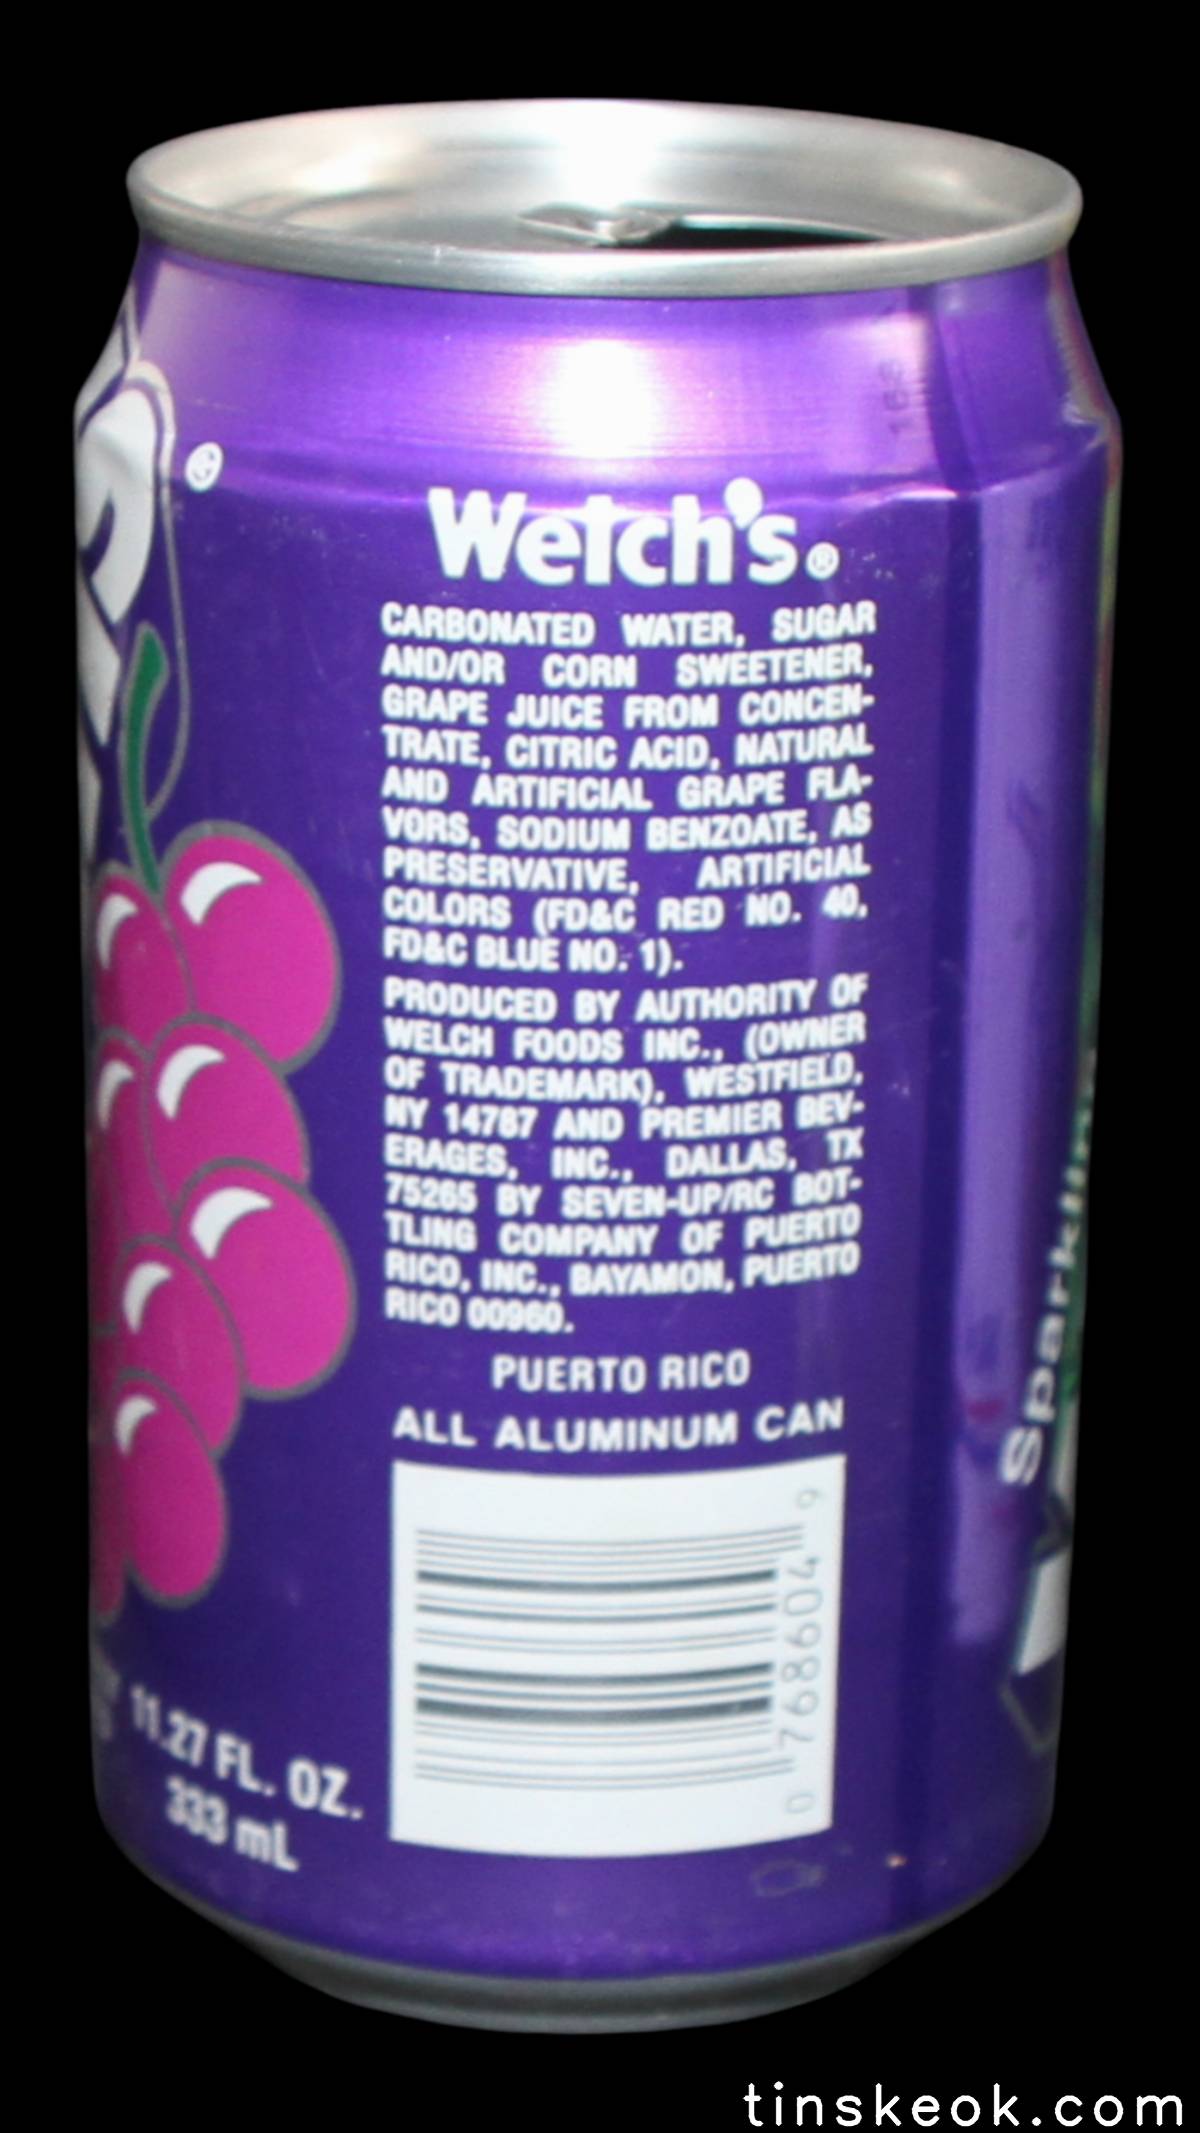 Welch's®
CARBONATED WATER, SUGAR
AND/OR CORN SWEETENER,
GRAPE JUICE FROM CONCEN-
TRATE, CITRIC ACID, NATURAL
AND ARTIFICIAL GRAPE FLA-
VORS, SODIUM BENZOATE, AS
PRESERVATIVE, ARTIFICIAL
COLORS (FD&C RED NO. 40,
FD&C BLUE NO. 1).
PRODUCED BY AUTHORITY OF
WELCH FOODS INC., (OWNER
OF TRADEMARK), WESTFIELD,
NY 14787 AND PREMIER BEV-
ERAGES, INC., DALLAS, TX
75265 BY SEVEN-UP/RC BOT-
TLING COMPANY OF PUERTO
RICO, INC., BAYAMON, PUERTO
RICO 00960.
PUERTO RICO
ALL ALUMINUM CAN
0 768604 9
11.27 FL. OZ.
333 mL
Sparkling
tinskeok.com